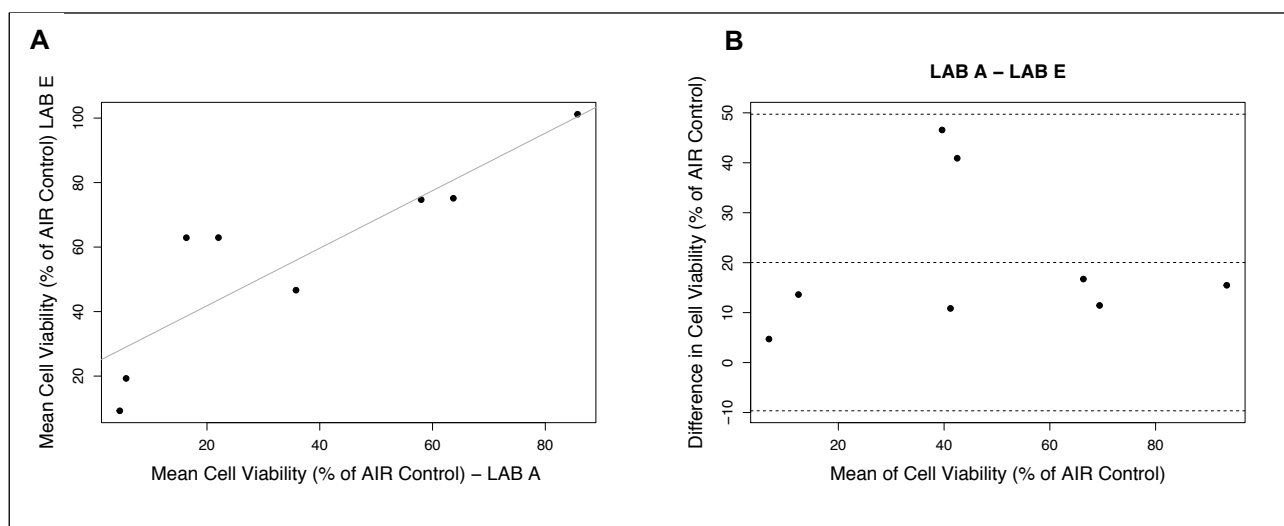 A
Mean Cell Viability (% of AIR Control) LAB E
100
80
60
40
20
20 40 60 80
Mean Cell Viability (% of AIR Control) – LAB A
B
LAB A – LAB E
Difference in Cell Viability (% of AIR Control)
50
40
30
20
10
0
−10
20 40 60 80
Mean of Cell Viability (% of AIR Control)